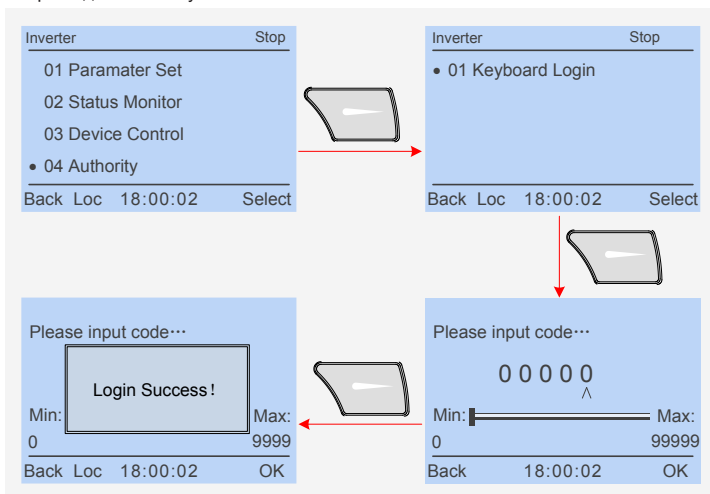 Inverter Stop
01 Paramater Set
02 Status Monitor
03 Device Control
• 04 Authority
Back Loc 18:00:02 Select
Inverter Stop
• 01 Keyboard Login
Back Loc 18:00:02 Select
Please input code…
Login Success!
Min: Max:
0 9999
Back Loc 18:00:02 OK
Please input code…
00000
^
Min: Max:
0 99999
Back 18:00:02 OK